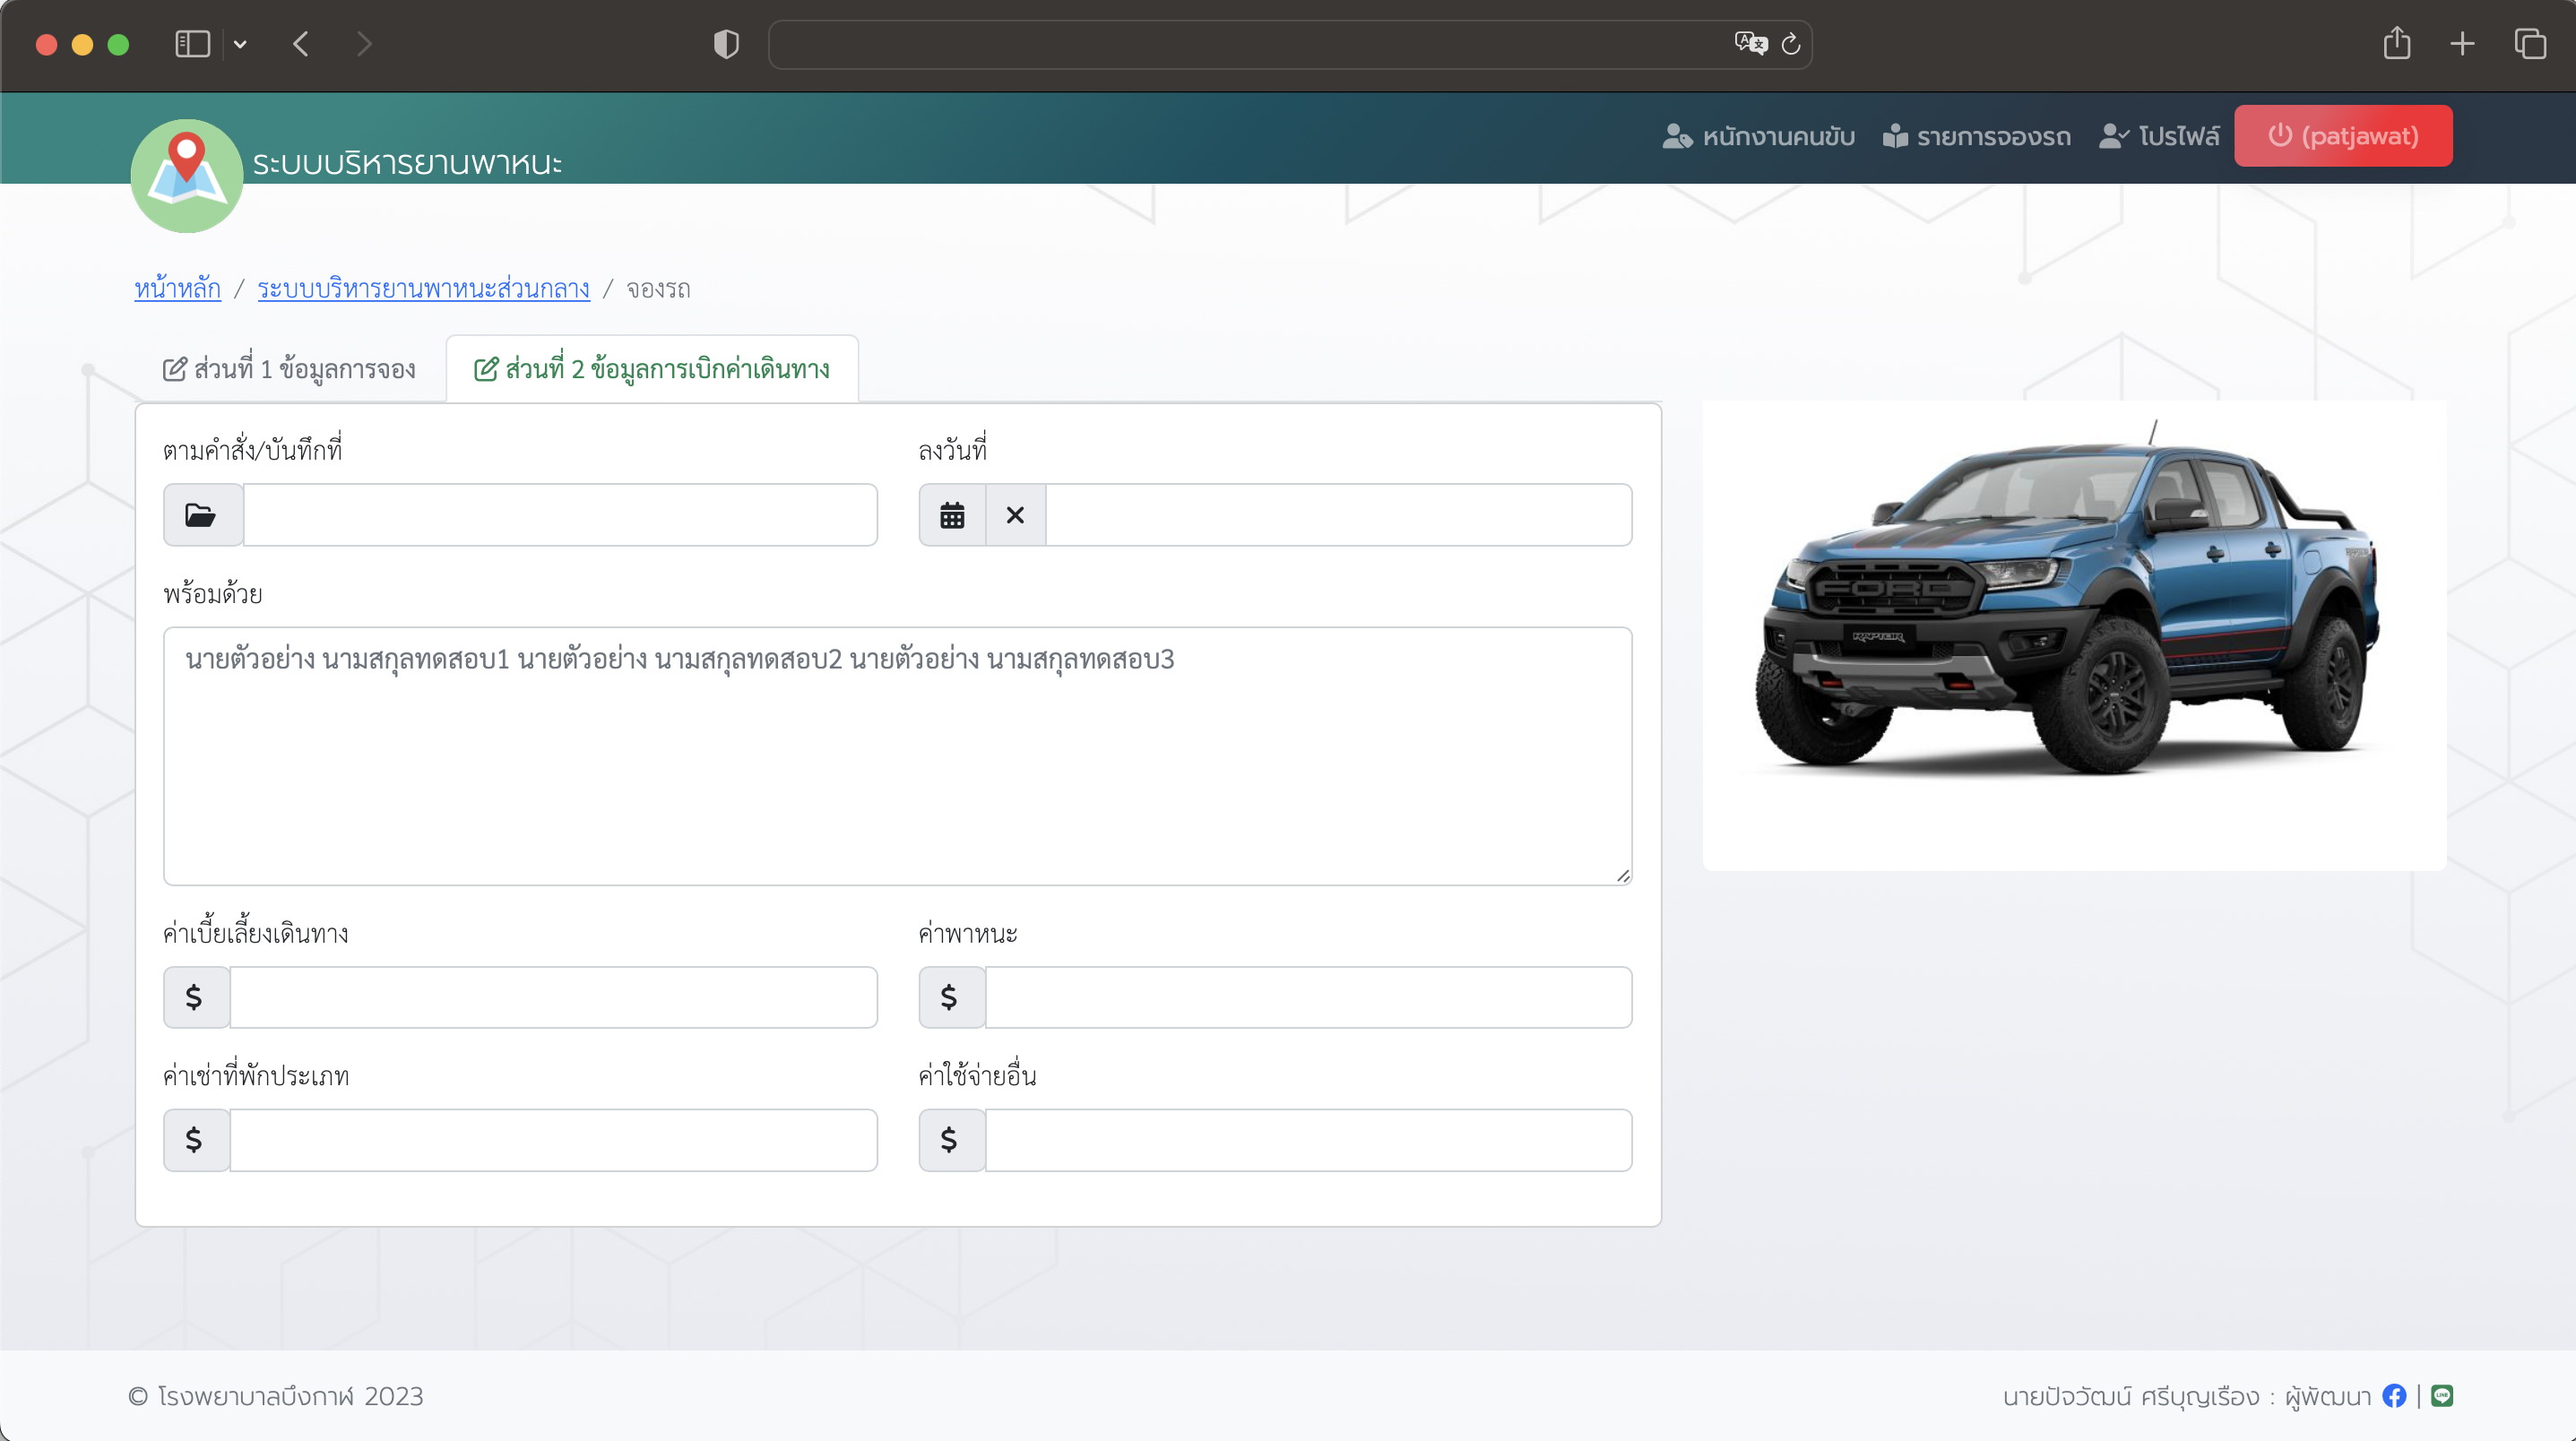 ระบบบริหารยานพาหนะ
หนักงานคนขับ
รายการจองรถ
โปรไฟล์
(patjawat)
หน้าหลัก / ระบบบริหารยานพาหนะส่วนกลาง / จองรถ
ส่วนที่ 1 ข้อมูลการจอง
ส่วนที่ 2 ข้อมูลการเบิกค่าเดินทาง
ตามคำสั่ง/บันทึกที่
ลงวันที่
พร้อมด้วย
นายตัวอย่าง นามสกุลทดสอบ1 นายตัวอย่าง นามสกุลทดสอบ2 นายตัวอย่าง นามสกุลทดสอบ3
FORD
RAPTOR
ค่าเบี้ยเลี้ยงเดินทาง
ค่าพาหนะ
$
$
ค่าเช่าที่พักประเภท
ค่าใช้จ่ายอื่น
$
$
© โรงพยาบาลบึงกาฬ 2023
นายปัจวัฒน์ ศรีบุญเรือง : ผู้พัฒนา |